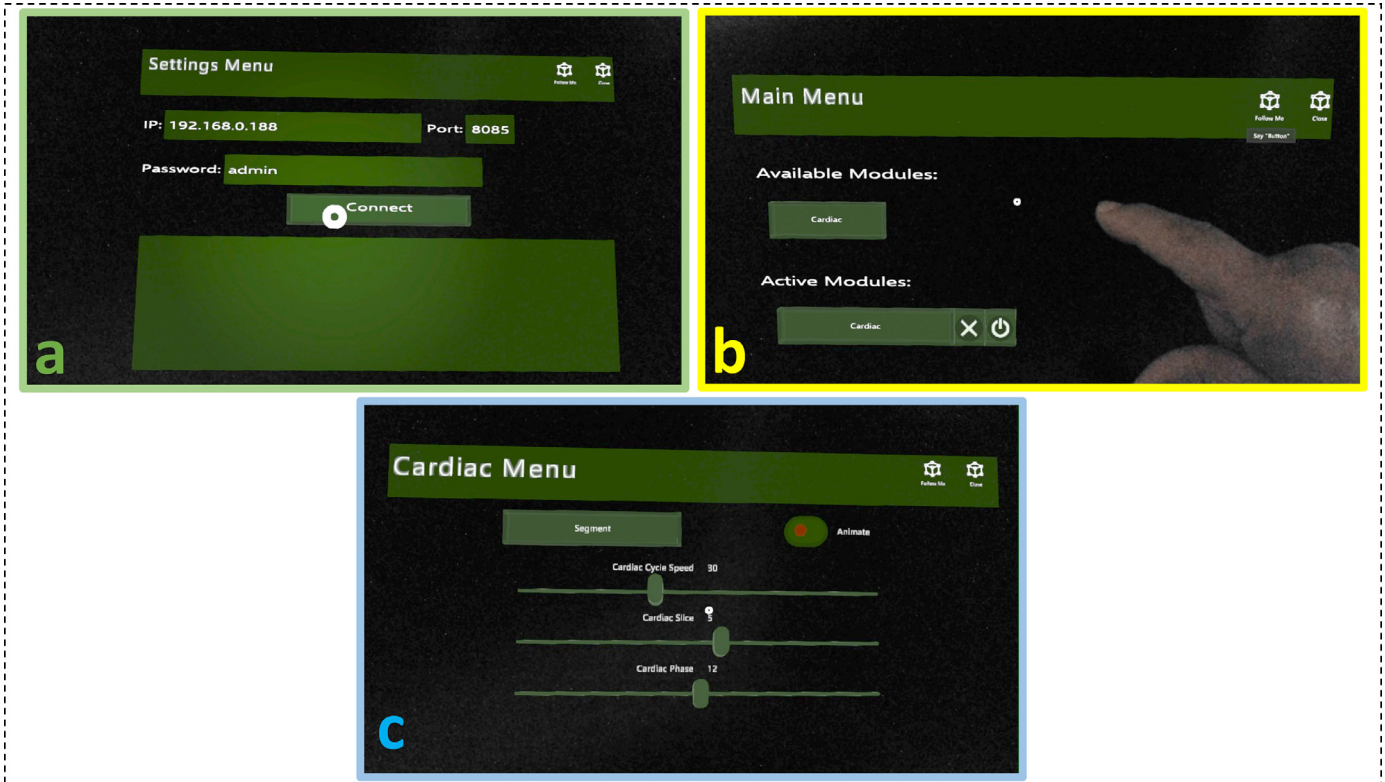 Settings Menu
Follow Me
Close
IP: 192.168.0.188
Port: 8085
Password: admin
Connect
a
Main Menu
Follow Me
Close
Say "Button"
Available Modules:
Cardiac
Active Modules:
Cardiac
b
Cardiac Menu
Follow Me
Close
Segment
Animate
Cardiac Cycle Speed 30
Cardiac Slice 5
Cardiac Phase 12
c